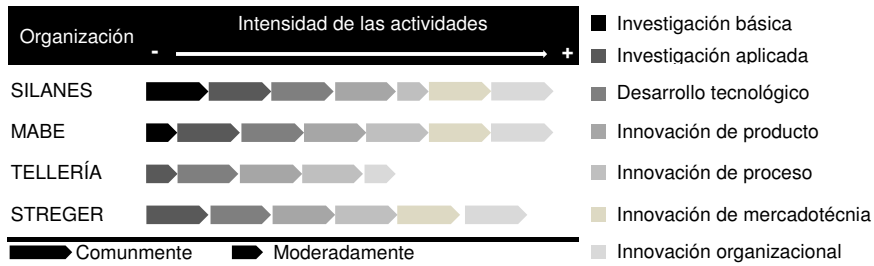 Organización
Intensidad de las actividades
- +
SILANES
MABE
TELLERÍA
STREGER
Comunmente Moderadamente
Investigación básica
Investigación aplicada
Desarrollo tecnológico
Innovación de producto
Innovación de proceso
Innovación de mercadotécnia
Innovación organizacional